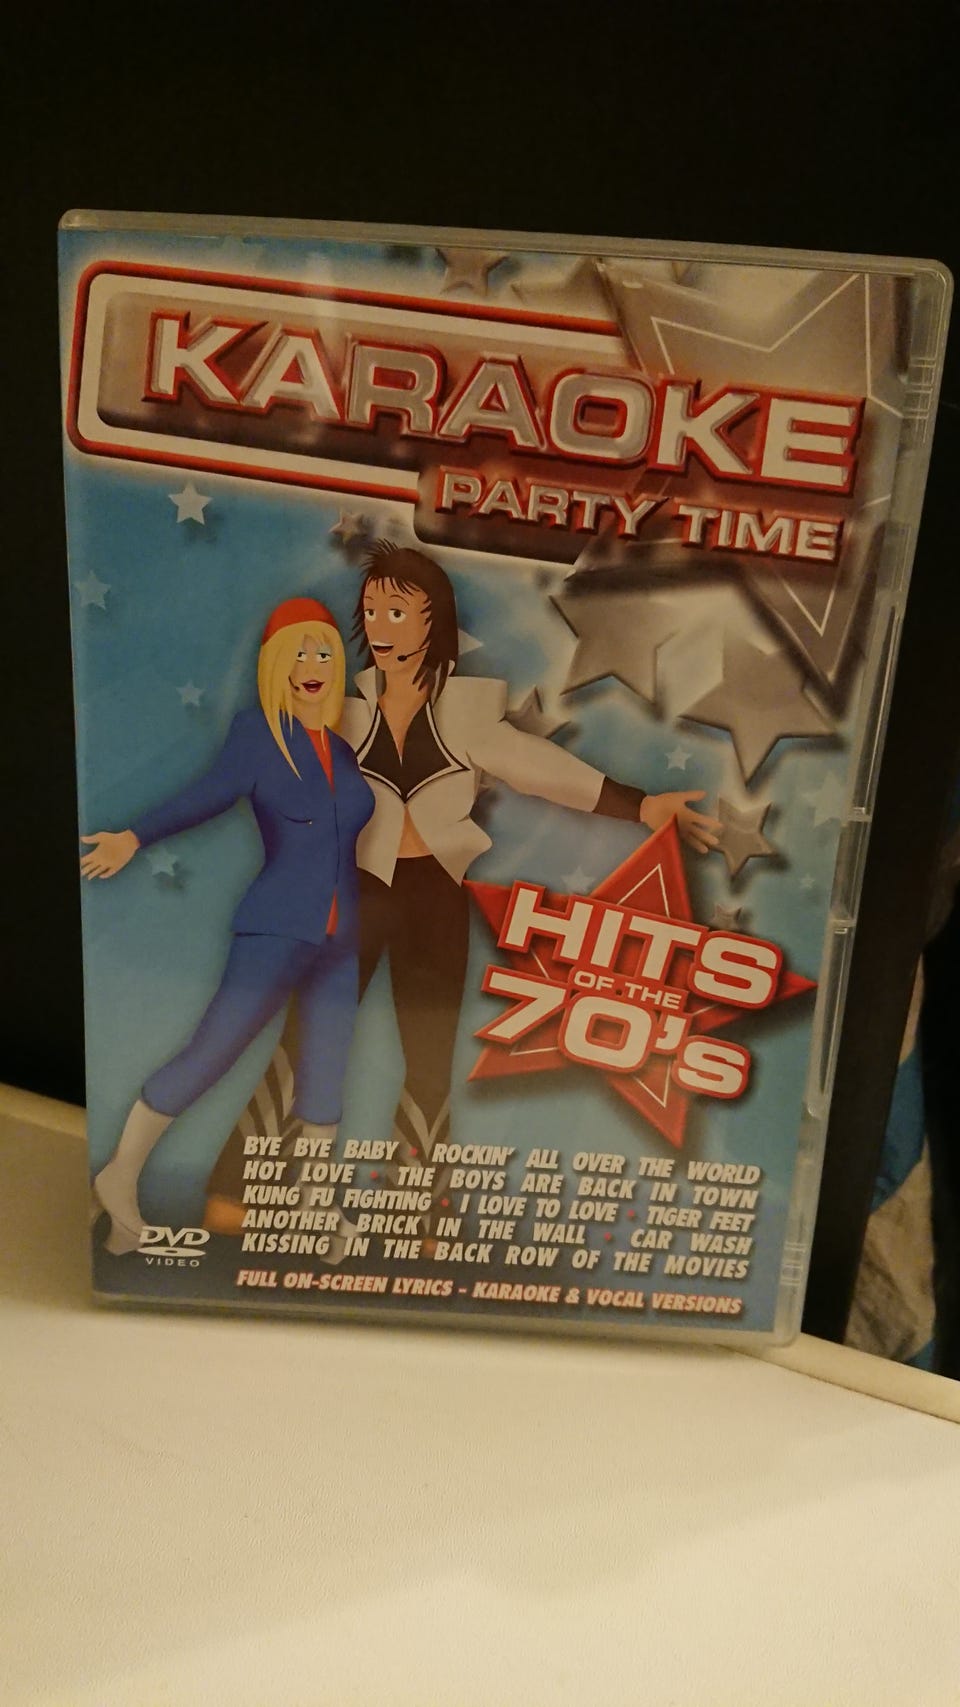 KARAOKE
PARTY TIME
HITS
OF THE
70's
BYE BYE BABY • ROCKIN' ALL OVER THE WORLD
HOT LOVE • THE BOYS ARE BACK IN TOWN
KUNG FU FIGHTING • I LOVE TO LOVE • TIGER FEET
ANOTHER BRICK IN THE WALL • CAR WASH
KISSING IN THE BACK ROW OF THE MOVIES
FULL ON-SCREEN LYRICS - KARAOKE & VOCAL VERSIONS
DVD
VIDEO